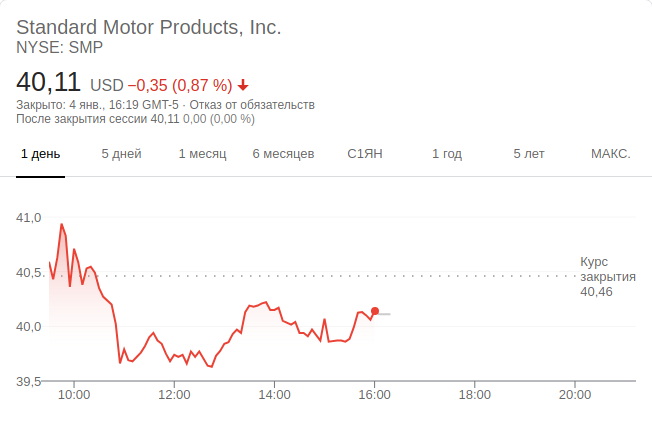 Standard Motor Products, Inc.
NYSE: SMP
40,11 USD −0,35 (0,87 %)
Закрыто: 4 янв., 16:19 GMT-5 · Отказ от обязательств
После закрытия сессии 40,11 0,00 (0,00 %)
1 день 5 дней 1 месяц 6 месяцев С1ЯН 1 год 5 лет МАКС.
41,0
40,5
40,0
39,5
Курс
закрытия
40,46
10:00 12:00 14:00 16:00 18:00 20:00